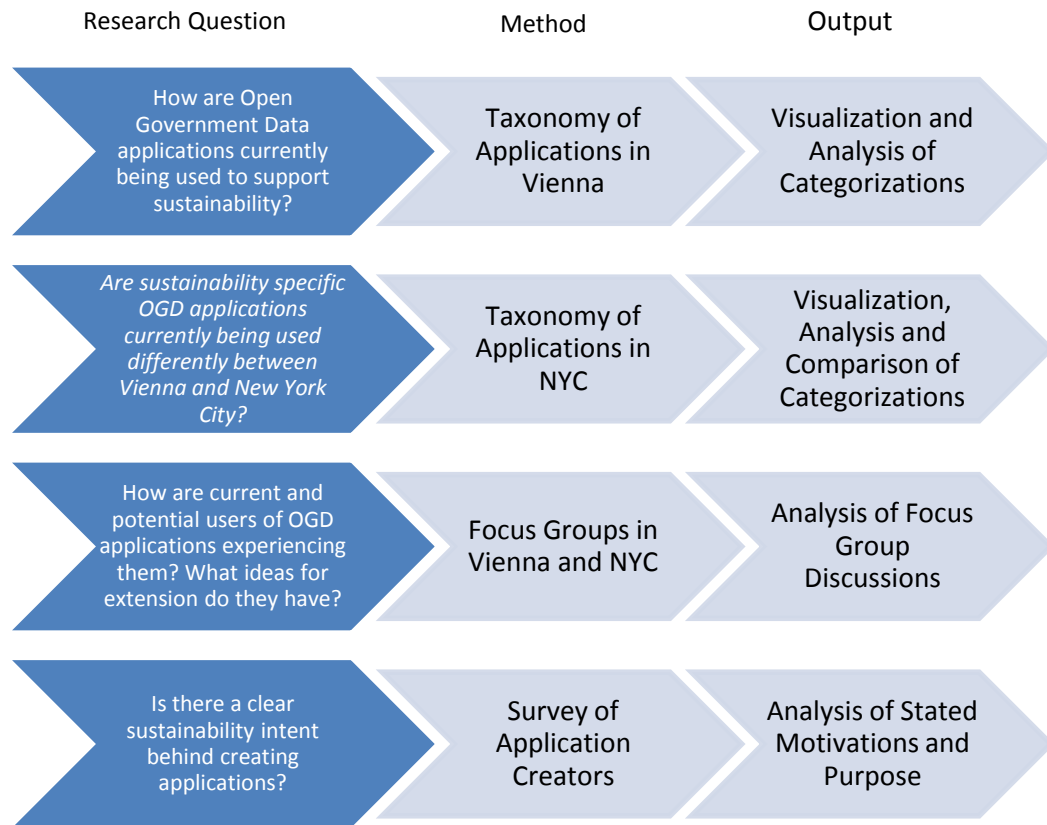 Research Question
Method
Output
How are Open
Government Data
applications currently
being used to support
sustainability?
Taxonomy of
Applications in
Vienna
Visualization and
Analysis of
Categorizations
Are sustainability specific
OGD applications
currently being used
differently between
Vienna and New York
City?
Taxonomy of
Applications in
NYC
Visualization,
Analysis and
Comparison of
Categorizations
How are current and
potential users of OGD
applications experiencing
them? What ideas for
extension do they have?
Focus Groups in
Vienna and NYC
Analysis of Focus
Group
Discussions
Is there a clear
sustainability intent
behind creating
applications?
Survey of
Application
Creators
Analysis of Stated
Motivations and
Purpose